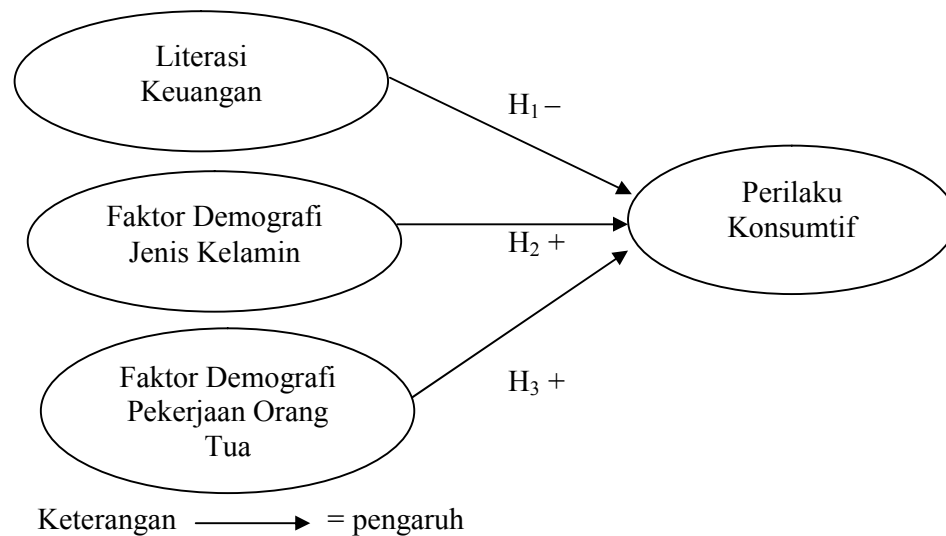 Literasi
Keuangan
H₁ –
Perilaku
Konsumtif
Faktor Demografi
Jenis Kelamin
H₂ +
Faktor Demografi
Pekerjaan Orang
Tua
H₃ +
Keterangan = pengaruh